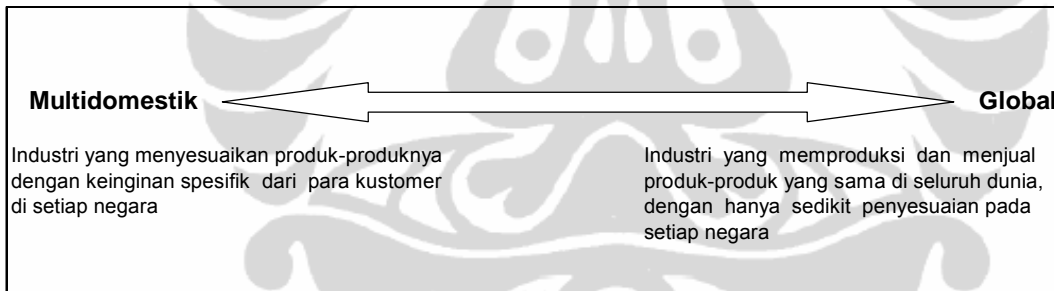 Multidomestik
Global
Industri yang menyesuaikan produk-produknya
dengan keinginan spesifik dari para kustomer
di setiap negara
Industri yang memproduksi dan menjual
produk-produk yang sama di seluruh dunia,
dengan hanya sedikit penyesuaian pada
setiap negara